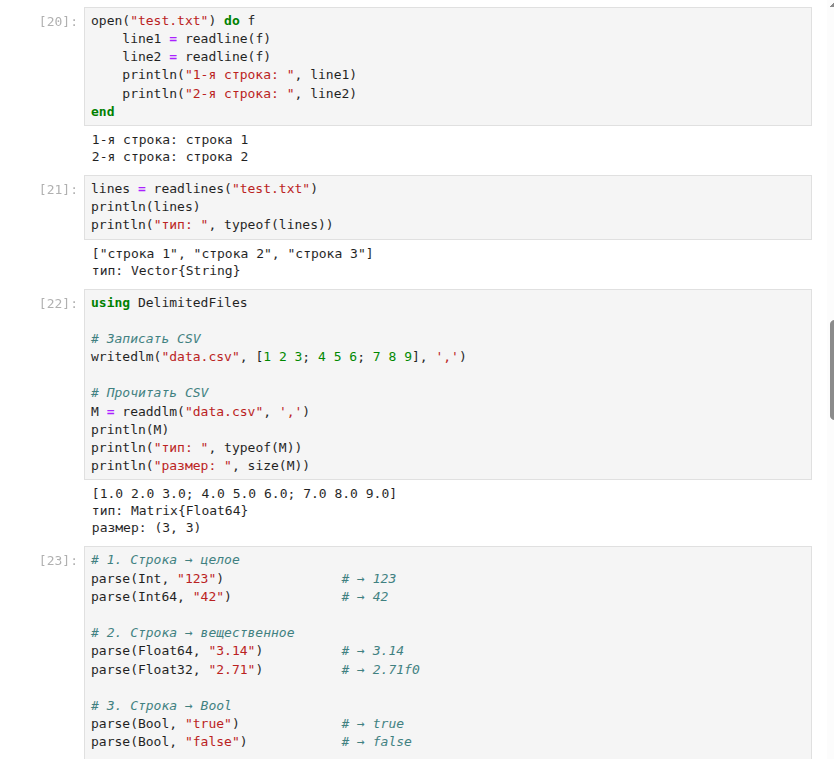 [20]: open("test.txt") do f
    line1 = readline(f)
    line2 = readline(f)
    println("1-я строка: ", line1)
    println("2-я строка: ", line2)
end
1-я строка: строка 1
2-я строка: строка 2
[21]: lines = readlines("test.txt")
println(lines)
println("тип: ", typeof(lines))
["строка 1", "строка 2", "строка 3"]
тип: Vector{String}
[22]: using DelimitedFiles
# Записать CSV
writedlm("data.csv", [1 2 3; 4 5 6; 7 8 9], ',')
# Прочитать CSV
M = readdlm("data.csv", ',')
println(M)
println("тип: ", typeof(M))
println("размер: ", size(M))
[1.0 2.0 3.0; 4.0 5.0 6.0; 7.0 8.0 9.0]
тип: Matrix{Float64}
размер: (3, 3)
[23]: # 1. Строка → целое
parse(Int, "123")               # → 123
parse(Int64, "42")              # → 42
# 2. Строка → вещественное
parse(Float64, "3.14")          # → 3.14
parse(Float32, "2.71")          # → 2.71f0
# 3. Строка → Bool
parse(Bool, "true")             # → true
parse(Bool, "false")            # → false